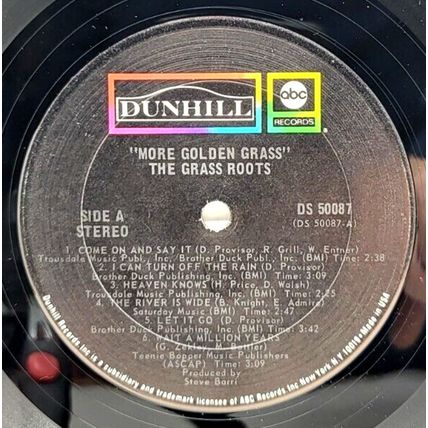 DUNHILL
abc
RECORDS
"MORE GOLDEN GRASS"
THE GRASS ROOTS
SIDE A
STEREO
DS 50087
(DS 50087-A)
1. COME ON AND SAY IT (D. Provisor, R. Grill, W. Entner)
Trousdale Music Publ., Inc./Brother Duck Publ., Inc. (BMI) Time: 2:38
2. I CAN TURN OFF THE RAIN (D. Provisor)
Brother Duck Publishing, Inc. (BMI) Time: 3:09
3. HEAVEN KNOWS (H. Price, D. Walsh)
Trousdale Music Publishing, Inc. (BMI) Time: 2:25
4. THE RIVER IS WIDE (B. Knight, E. Admire)
Saturday Music (BMI) Time: 2:47
5. LET IT GO (D. Provisor)
Brother Duck Publishing, Inc. (BMI) Time: 3:42
6. WAIT A MILLION YEARS
(G. Zekley, M. Bottler)
Teenie Bopper Music Publishers
(ASCAP) Time: 3:09
Produced by
Steve Barri
Dunhill Records Inc is a subsidiary and trademark licensee of ABC Records Inc New York, N.Y. 10019•Made in USA